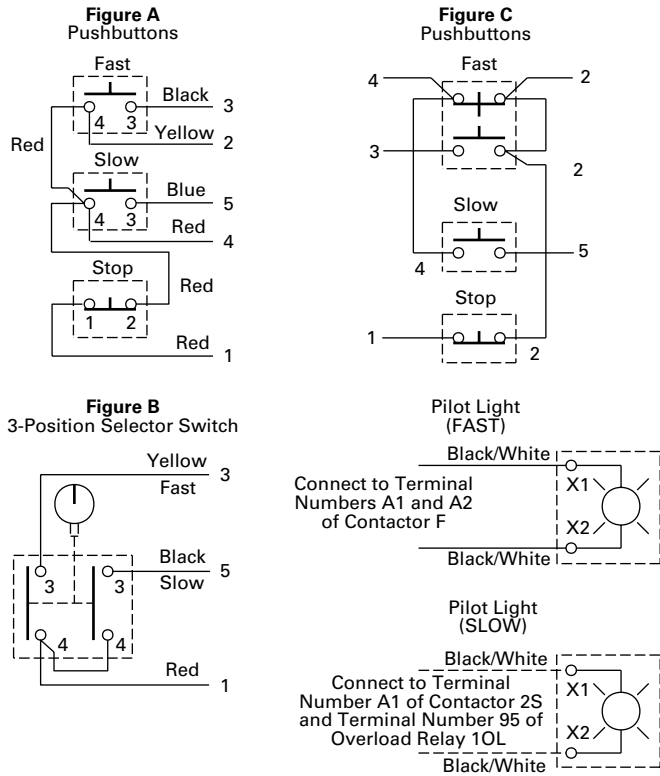 Figure A
Pushbuttons
Fast
Black 3
4 3
Yellow 2
Red
Slow
Blue 5
4 3
Red 4
Stop
Red
1 2
Red 1
Figure C
Pushbuttons
Fast
4 2
3
2
Slow
4 5
Stop
1
2
Figure B
3-Position Selector Switch
Yellow 3
Fast
Black 5
Slow
3 3
4 4
Red 1
Pilot Light
(FAST)
Black/White
Connect to Terminal
Numbers A1 and A2
of Contactor F
Black/White
X1
X2
Pilot Light
(SLOW)
Black/White
Connect to Terminal
Number A1 of Contactor 2S
and Terminal Number 95 of
Overload Relay 1OL
Black/White
X1
X2